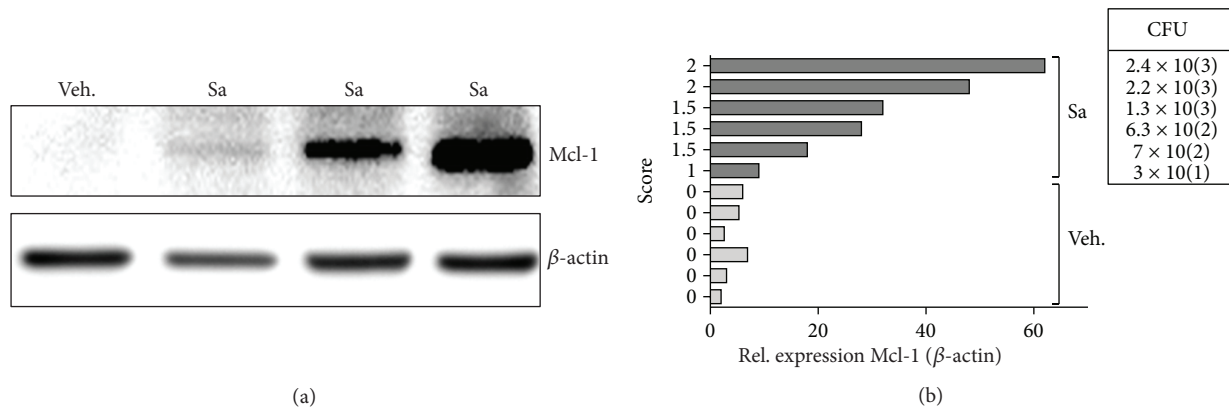 Veh. Sa Sa Sa
Mcl-1
β-actin
(a)
Score
2
2
1.5
1.5
1.5
1
0
0
0
0
0
0
0 20 40 60
Rel. expression Mcl-1 (β-actin)
Sa
Veh.
CFU
2.4 × 10(3)
2.2 × 10(3)
1.3 × 10(3)
6.3 × 10(2)
7 × 10(2)
3 × 10(1)
(b)